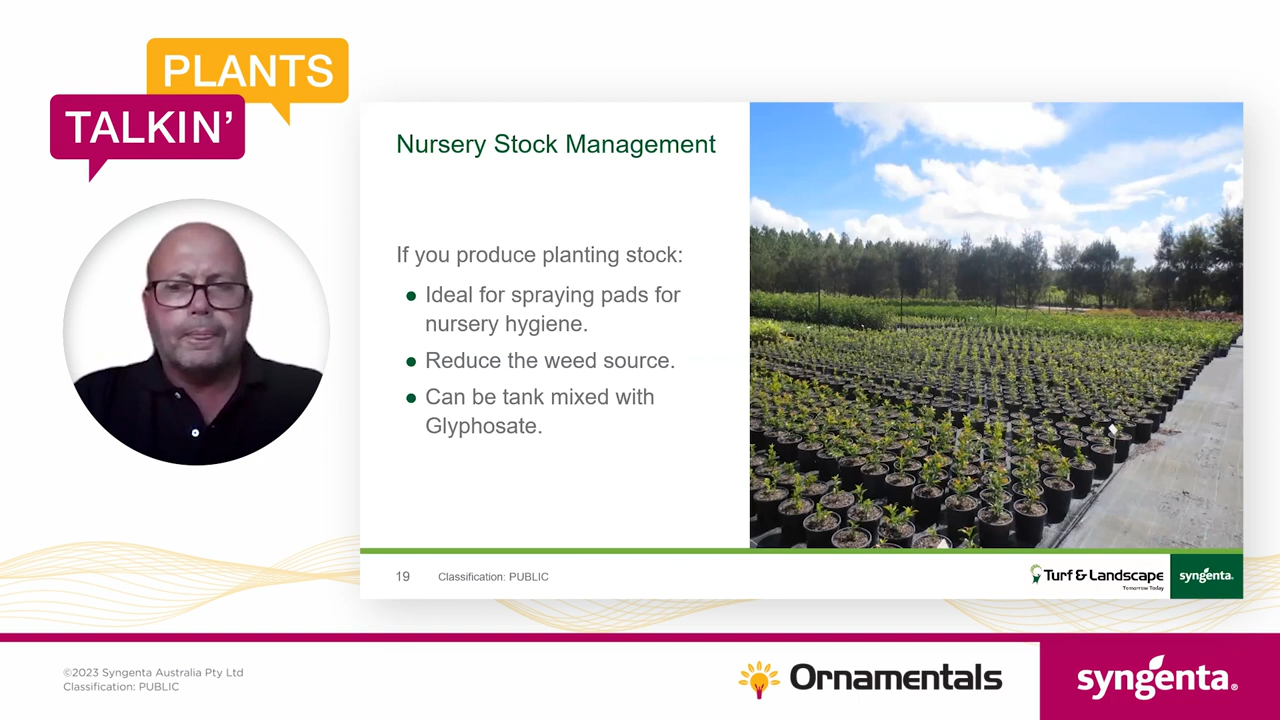 PLANTS
TALKIN'
Nursery Stock Management
If you produce planting stock:
● Ideal for spraying pads for
nursery hygiene.
● Reduce the weed source.
● Can be tank mixed with
Glyphosate.
19 Classification: PUBLIC
Turf & Landscape
Tomorrow Today
syngenta.
©2023 Syngenta Australia Pty Ltd
Classification: PUBLIC
Ornamentals
syngenta®